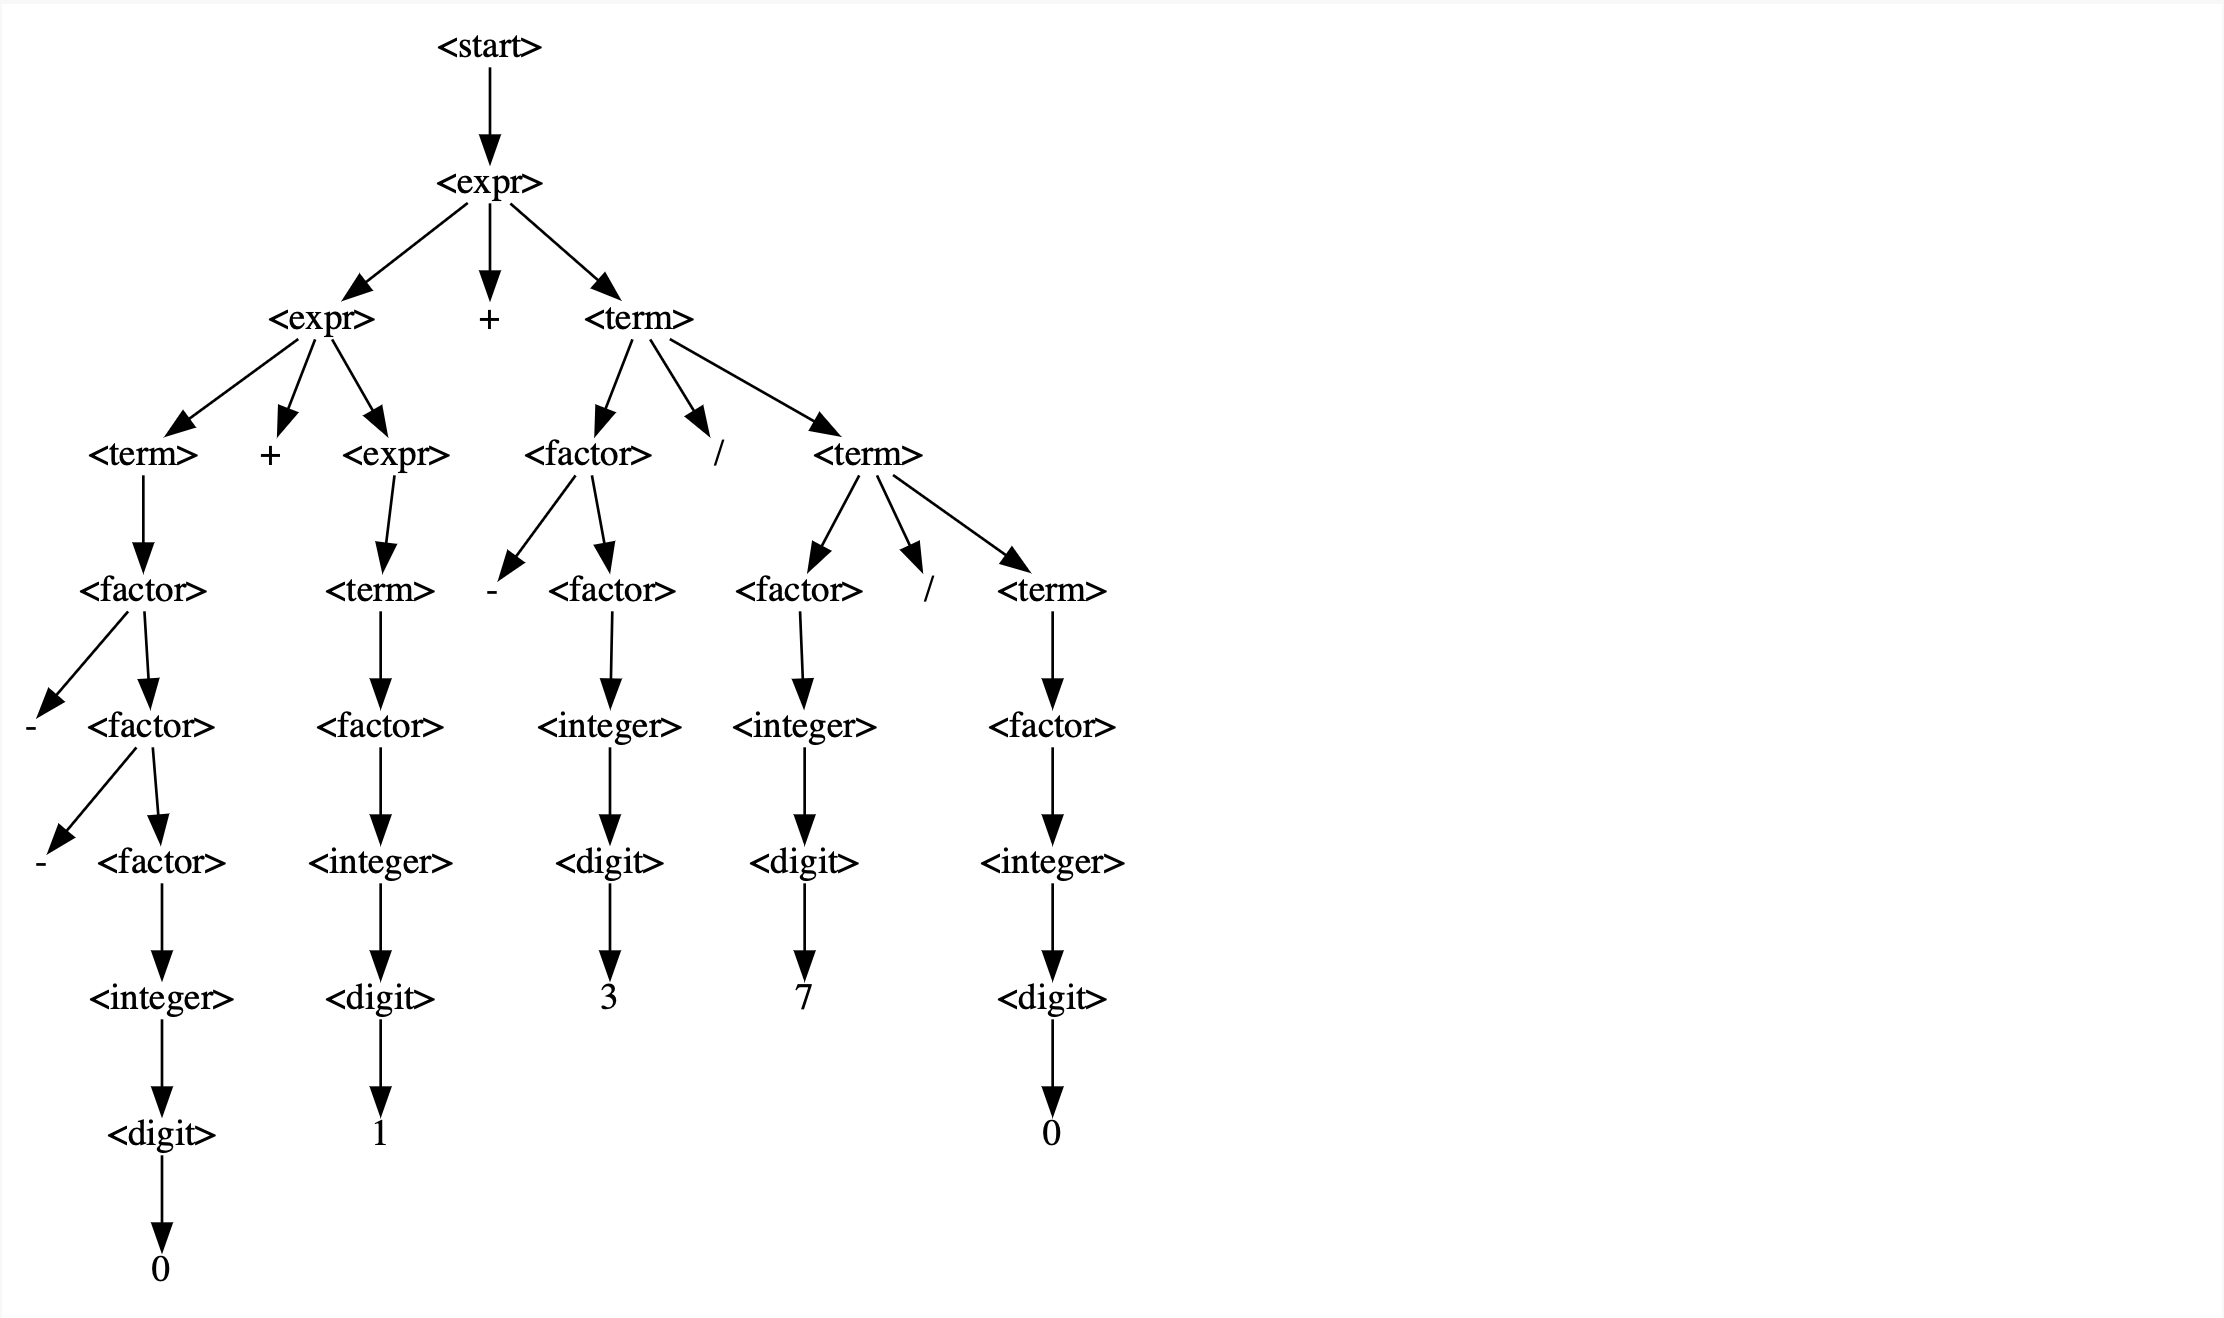 <start>
<expr>
<expr> + <term>
<term> + <expr> <factor> / <term>
<factor> <term> - <factor> <factor> / <term>
- <factor> <factor> <integer> <integer> <factor>
- <factor> <integer> <digit> <digit> <integer>
<integer> <digit> 3 7 <digit>
<digit> 1 0
0